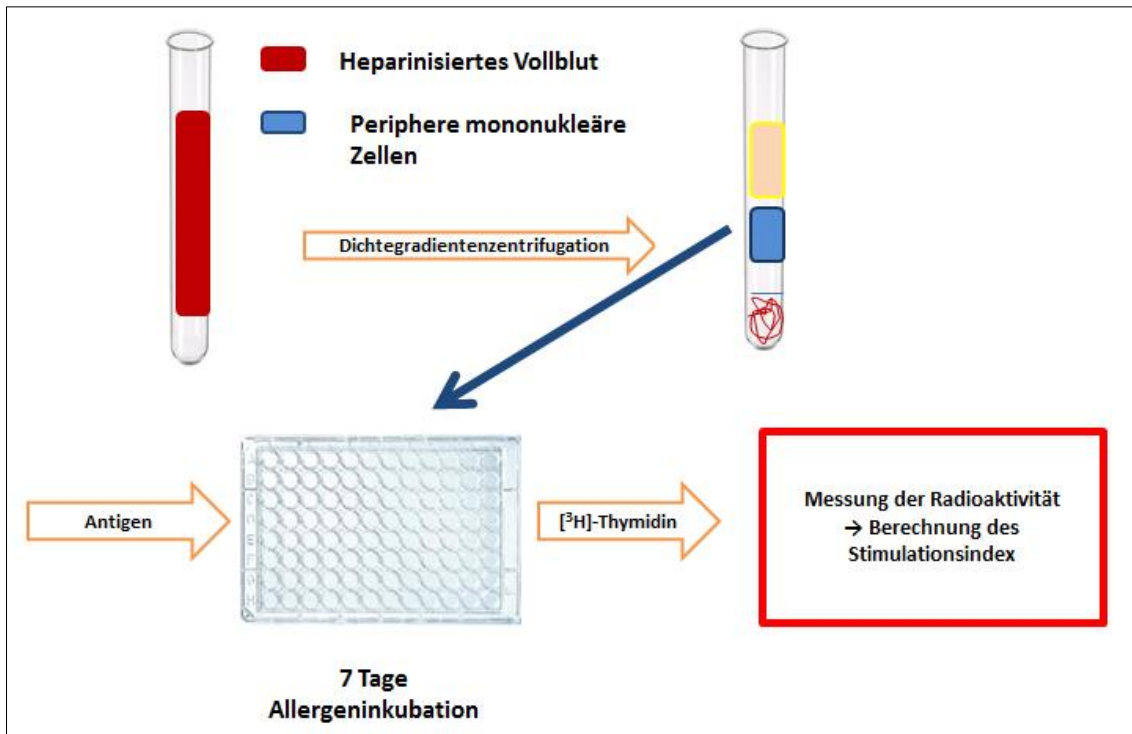 Heparinisiertes Vollblut
Periphere mononukleäre
Zellen
Dichtegradientenzentrifugation
Antigen
[³H]-Thymidin
Messung der Radioaktivität
→ Berechnung des
Stimulationsindex
7 Tage
Allergeninkubation